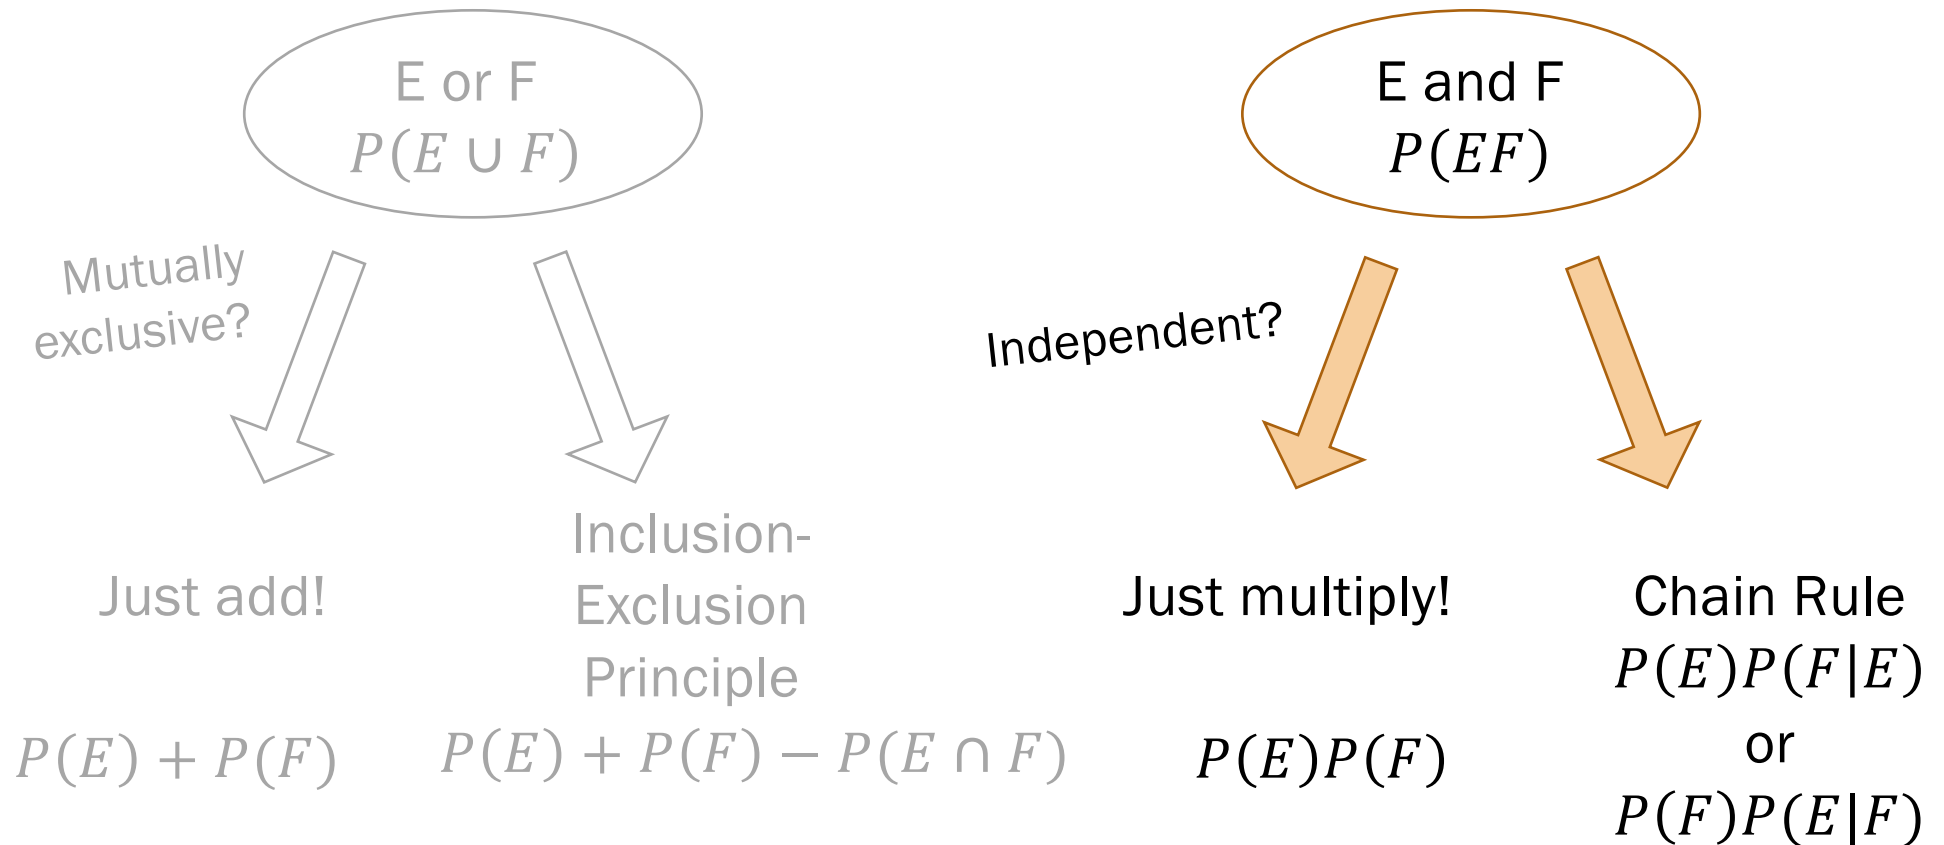 E or F
P(E ∪ F)
Mutually
exclusive?
Just add!
P(E) + P(F)
Inclusion-
Exclusion
Principle
P(E) + P(F) − P(E ∩ F)
E and F
P(EF)
Independent?
Just multiply!
P(E)P(F)
Chain Rule
P(E)P(F|E)
or
P(F)P(E|F)